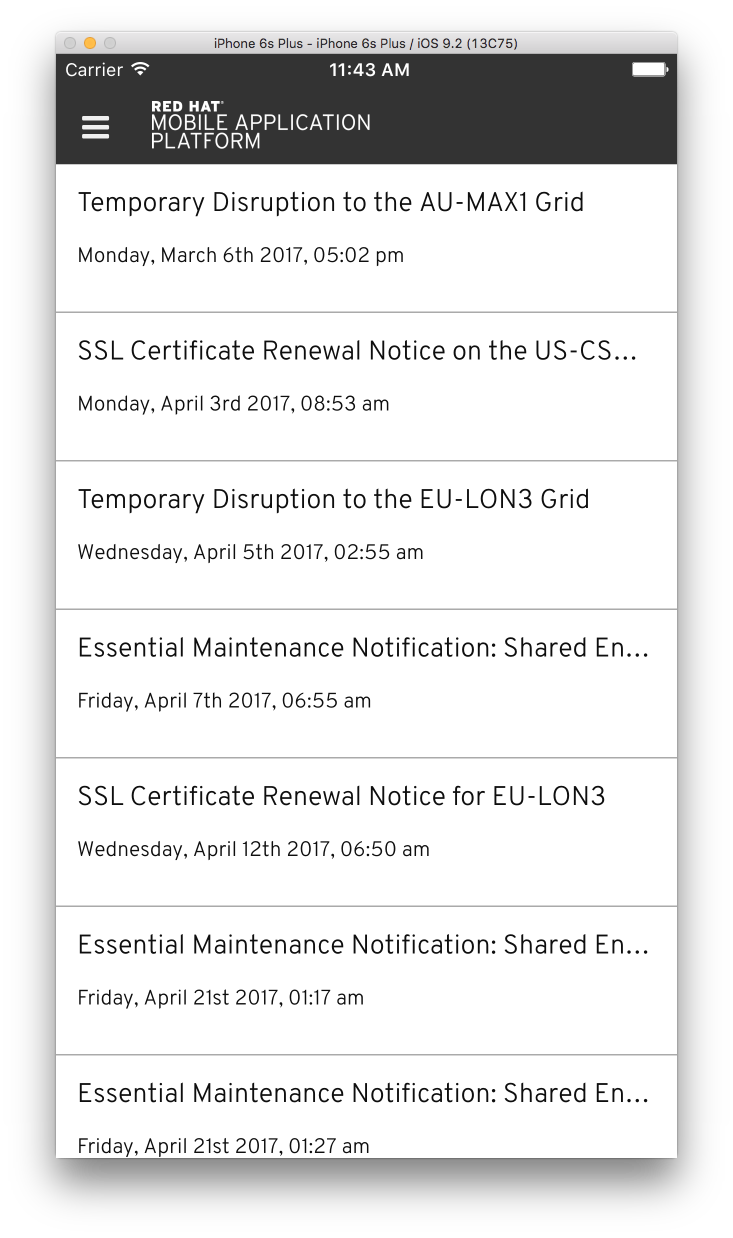 iPhone 6s Plus - iPhone 6s Plus / iOS 9.2 (13C75)
Carrier 11:43 AM
RED HAT®
MOBILE APPLICATION
PLATFORM
Temporary Disruption to the AU-MAX1 Grid
Monday, March 6th 2017, 05:02 pm
SSL Certificate Renewal Notice on the US-CS...
Monday, April 3rd 2017, 08:53 am
Temporary Disruption to the EU-LON3 Grid
Wednesday, April 5th 2017, 02:55 am
Essential Maintenance Notification: Shared En...
Friday, April 7th 2017, 06:55 am
SSL Certificate Renewal Notice for EU-LON3
Wednesday, April 12th 2017, 06:50 am
Essential Maintenance Notification: Shared En...
Friday, April 21st 2017, 01:17 am
Essential Maintenance Notification: Shared En...
Friday, April 21st 2017, 01:27 am